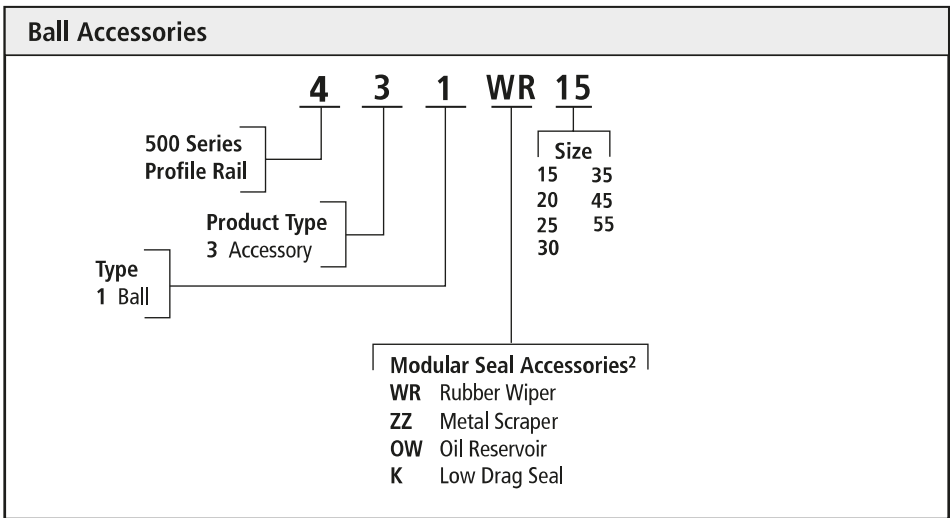 Ball Accessories
4 3 1 WR 15
500 Series
Profile Rail
Size
15 35
20 45
25 55
30
Product Type
3 Accessory
Type
1 Ball
Modular Seal Accessories²
WR Rubber Wiper
ZZ Metal Scraper
OW Oil Reservoir
K Low Drag Seal